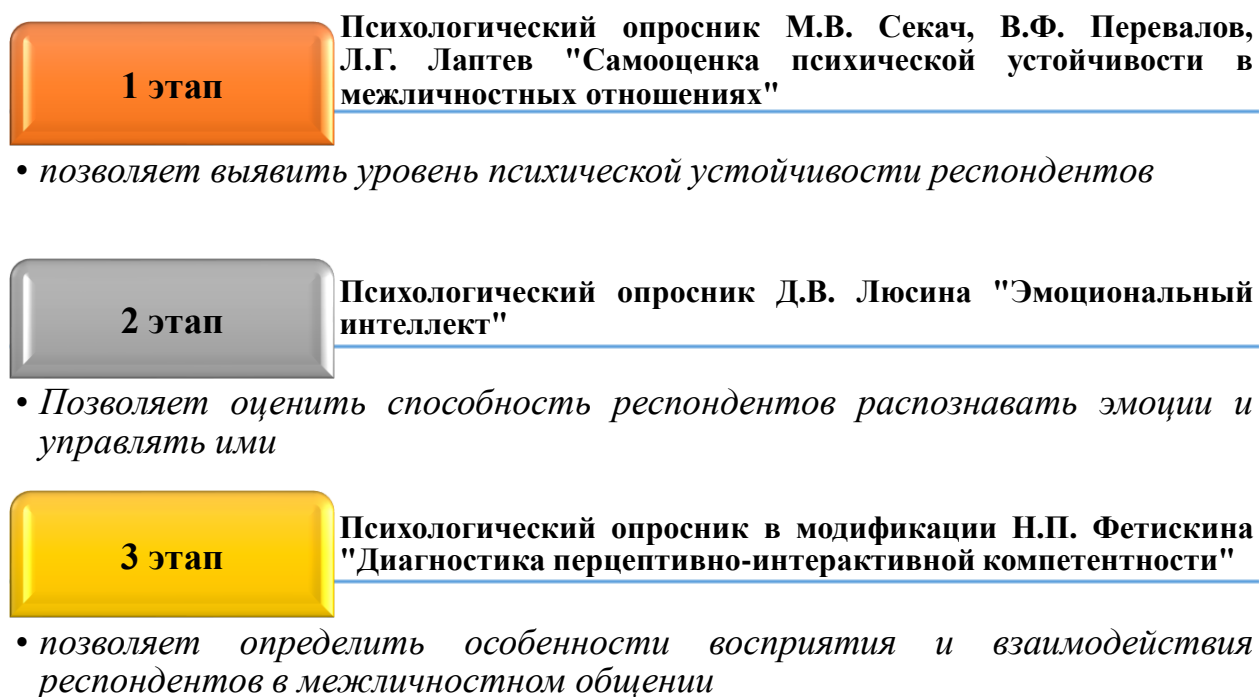 1 этап
Психологический опросник М.В. Секач, В.Ф. Перевалов,
Л.Г. Лаптев "Самооценка психической устойчивости в
межличностных отношениях"
• позволяет выявить уровень психической устойчивости респондентов
2 этап
Психологический опросник Д.В. Люсина "Эмоциональный
интеллект"
• Позволяет оценить способность респондентов распознавать эмоции и
управлять ими
3 этап
Психологический опросник в модификации Н.П. Фетискина
"Диагностика перцептивно-интерактивной компетентности"
• позволяет определить особенности восприятия и взаимодействия
респондентов в межличностном общении